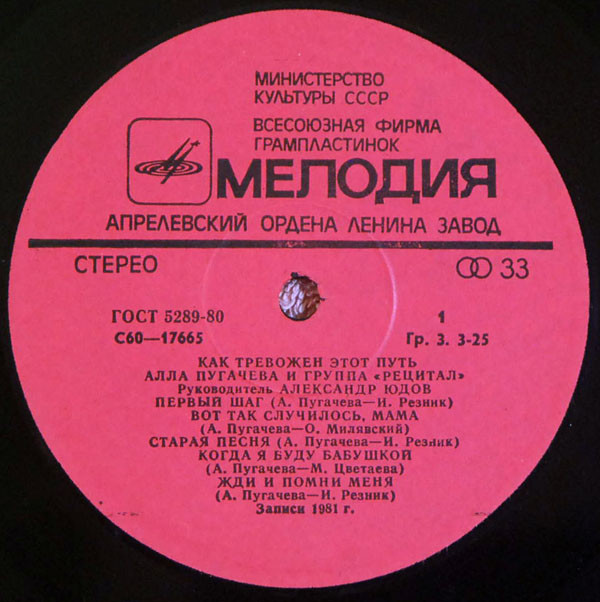 МИНИСТЕРСТВО
КУЛЬТУРЫ СССР
ВСЕСОЮЗНАЯ ФИРМА
ГРАМПЛАСТИНОК
МЕЛОДИЯ
АПРЕЛЕВСКИЙ ОРДЕНА ЛЕНИНА ЗАВОД
СТЕРЕО 33
ГОСТ 5289-80 1
С60—17665 Гр. 3. 3-25
КАК ТРЕВОЖЕН ЭТОТ ПУТЬ
АЛЛА ПУГАЧЕВА И ГРУППА «РЕЦИТАЛ»
Руководитель АЛЕКСАНДР ЮДОВ
ПЕРВЫЙ ШАГ (А. Пугачева—И. Резник)
ВОТ ТАК СЛУЧИЛОСЬ, МАМА
(А. Пугачева—О. Милявский)
СТАРАЯ ПЕСНЯ (А. Пугачева—И. Резник)
КОГДА Я БУДУ БАБУШКОЙ
(А. Пугачева—М. Цветаева)
ЖДИ И ПОМНИ МЕНЯ
(А. Пугачева—И. Резник)
Записи 1981 г.